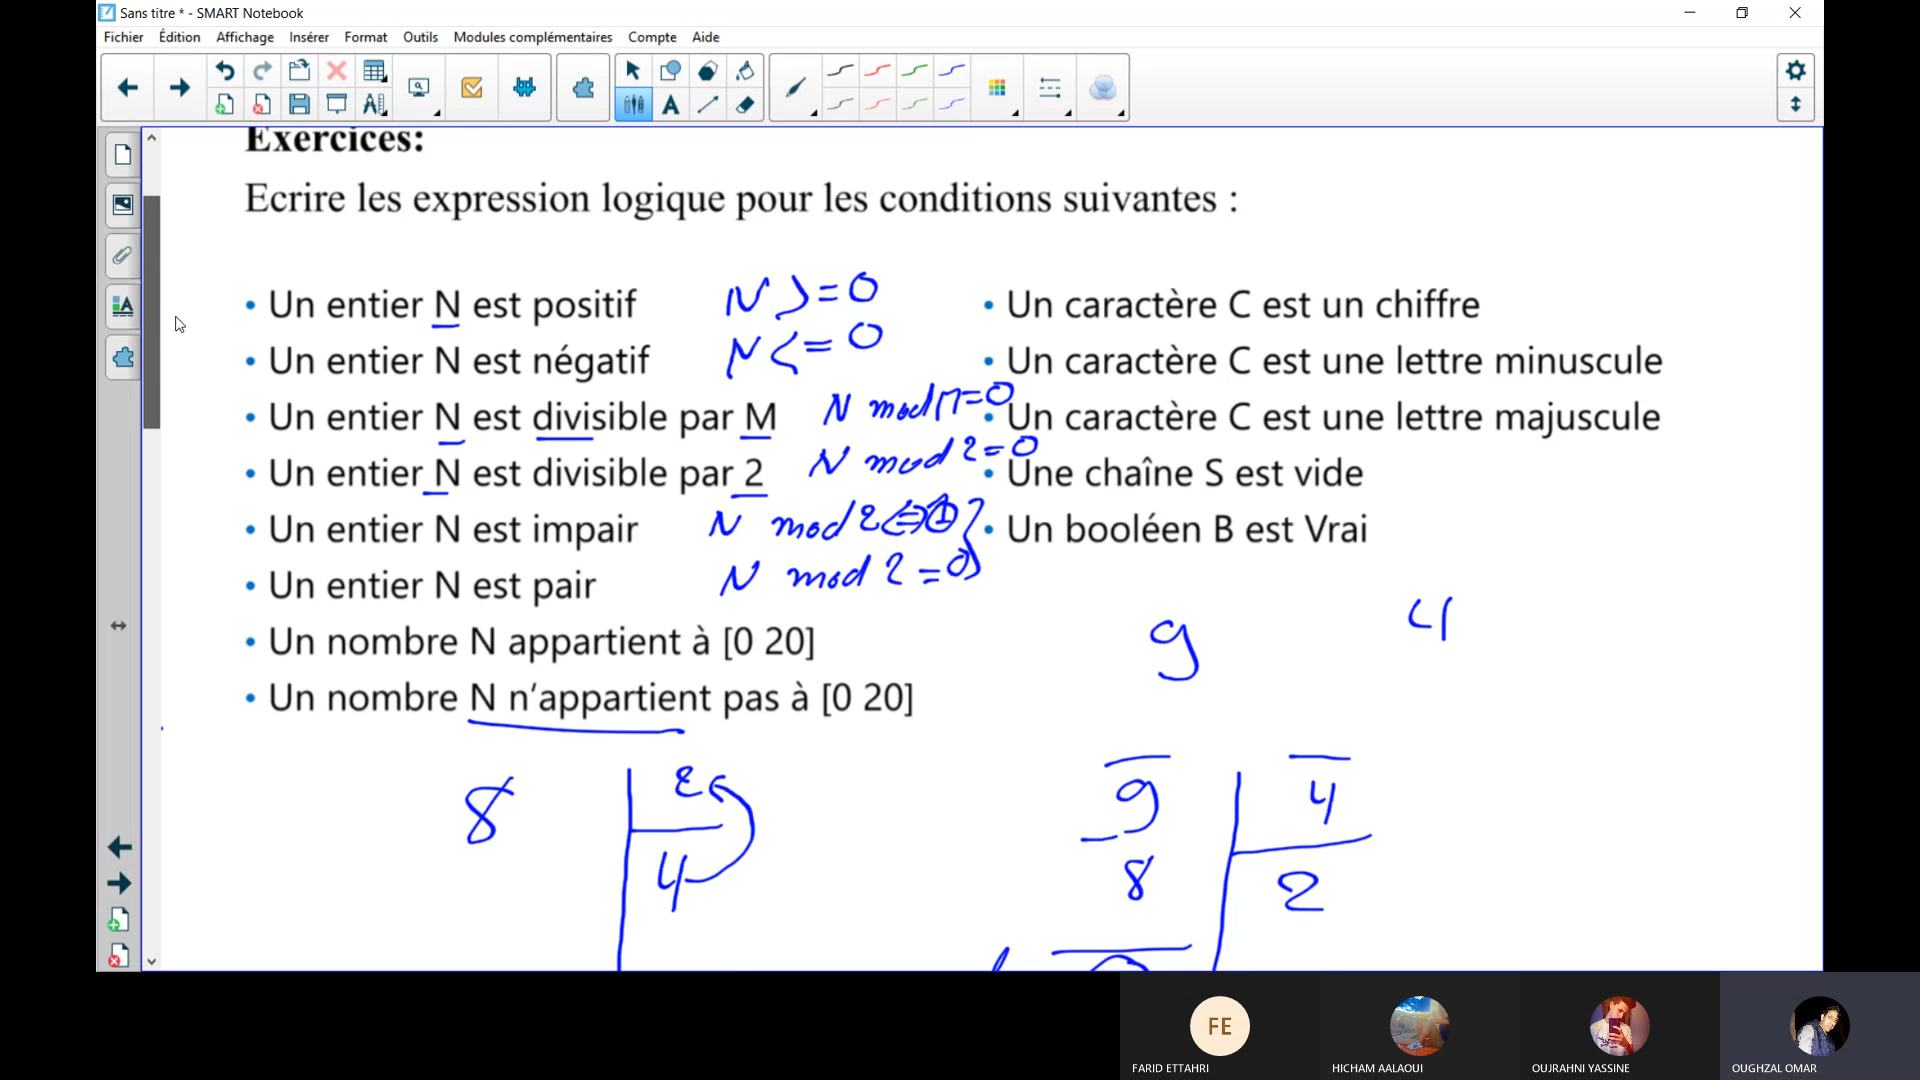 Sans titre * - SMART Notebook
Fichier Édition Affichage Insérer Format Outils Modules complémentaires Compte Aide
Exercices:
Ecrire les expression logique pour les conditions suivantes :
• Un entier N est positif
N >= 0
• Un entier N est négatif
N <= 0
• Un entier N est divisible par M
N mod M = 0
• Un entier N est divisible par 2
N mod 2 = 0
• Un entier N est impair
N mod 2 = 1
• Un entier N est pair
N mod 2 = 0
• Un nombre N appartient à [0 20]
• Un nombre N n'appartient pas à [0 20]
• Un caractère C est un chiffre
• Un caractère C est une lettre minuscule
• Un caractère C est une lettre majuscule
• Une chaîne S est vide
• Un booléen B est Vrai
9 4
8 2
4
9 4
8 2
FE
FARID ETTAHRI
HICHAM AALAOUI
OUJRAHNI YASSINE
OUGHZAL OMAR